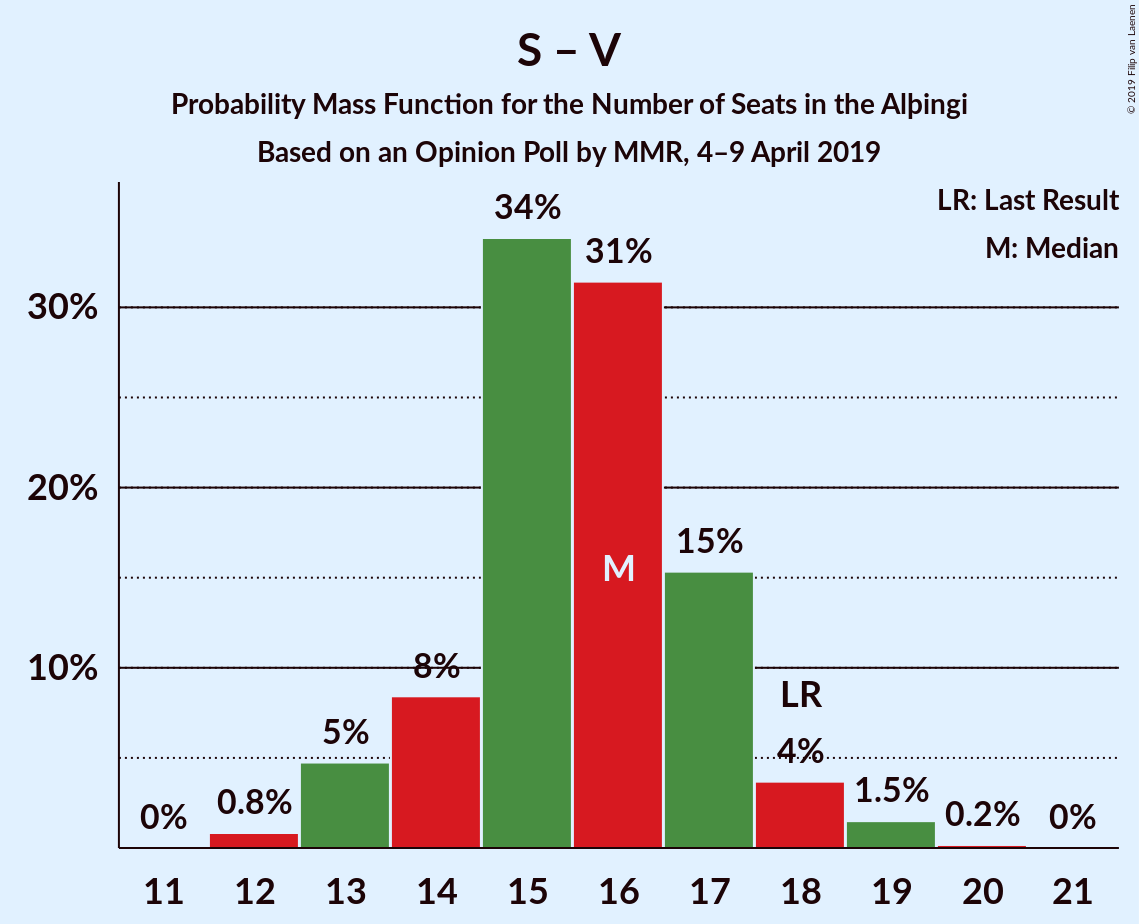 S – V
Probability Mass Function for the Number of Seats in the Alþingi
Based on an Opinion Poll by MMR, 4–9 April 2019
© 2019 Filip van Laenen
LR: Last Result
M: Median
34%
31%
30%
20%
15%
M
10%
8%
LR
5%
4%
1.5%
0.8%
0.2%
0%
0%
11 12 13 14 15 16 17 18 19 20 21